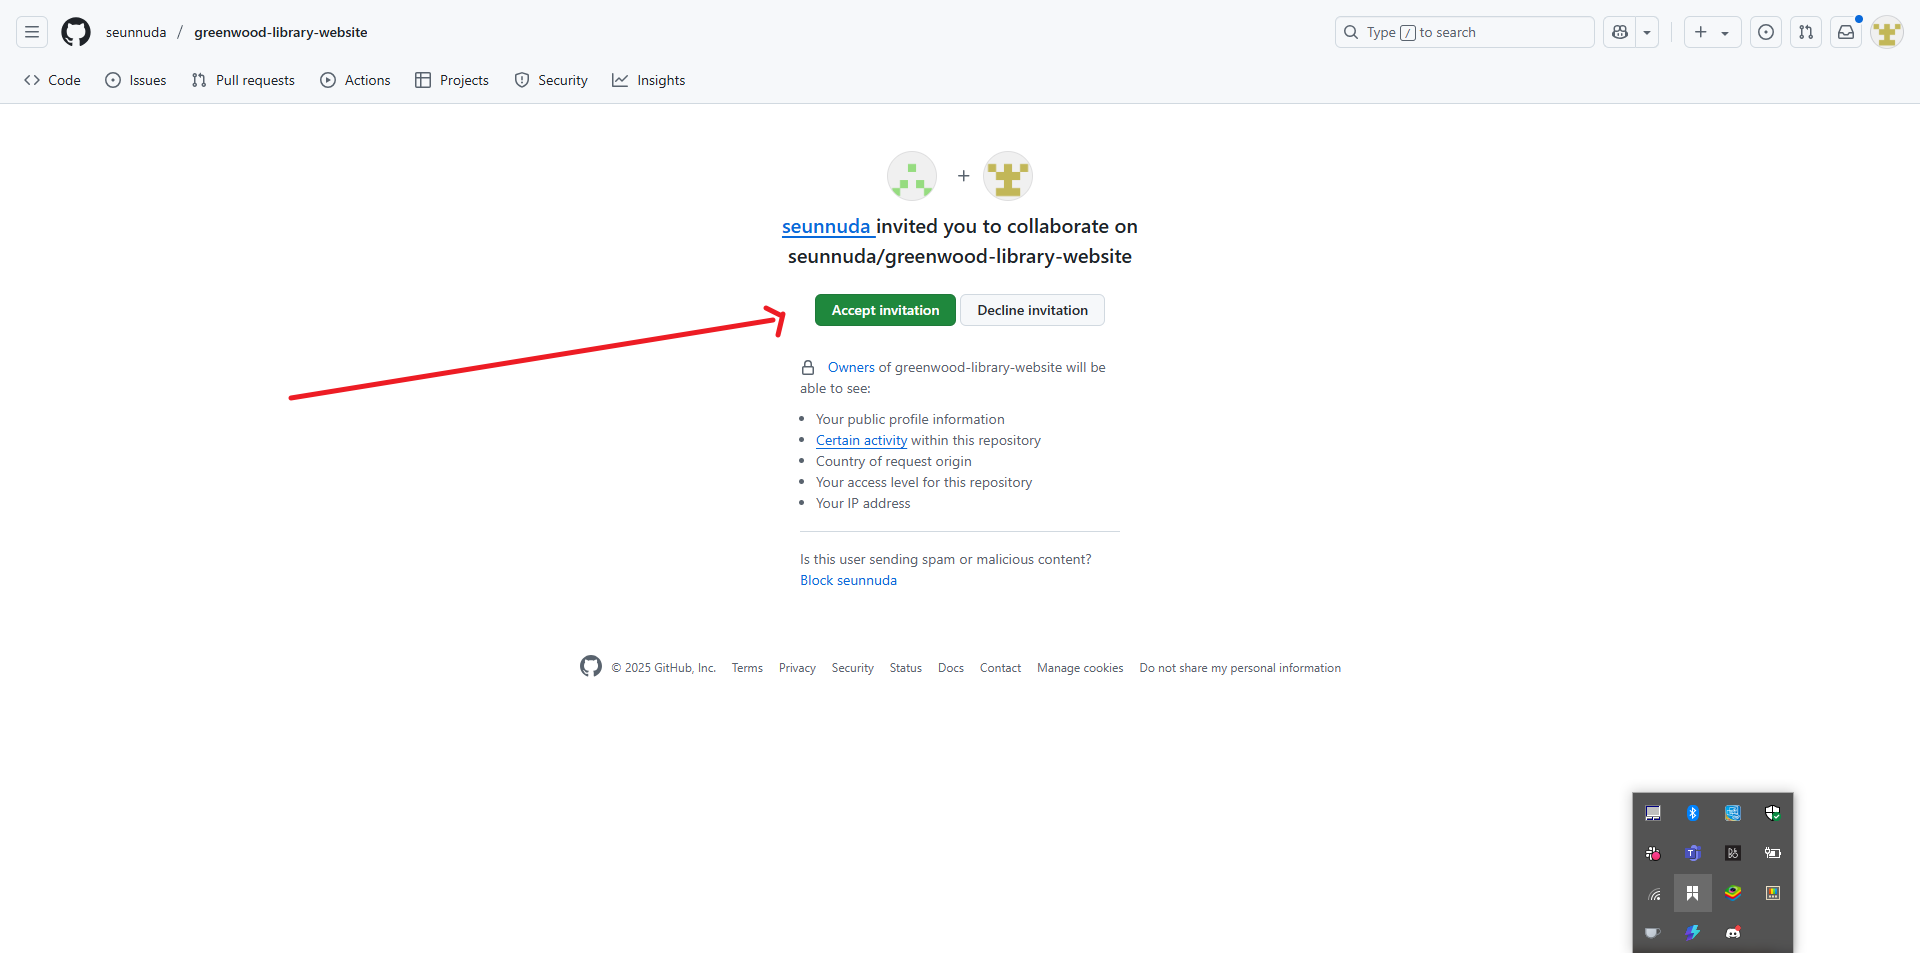 seunnuda / greenwood-library-website
Type / to search
Code Issues Pull requests Actions Projects Security Insights
+
seunnuda invited you to collaborate on
seunnuda/greenwood-library-website
Accept invitation Decline invitation
Owners of greenwood-library-website will be
able to see:
• Your public profile information
• Certain activity within this repository
• Country of request origin
• Your access level for this repository
• Your IP address
Is this user sending spam or malicious content?
Block seunnuda
© 2025 GitHub, Inc. Terms Privacy Security Status Docs Contact Manage cookies Do not share my personal information